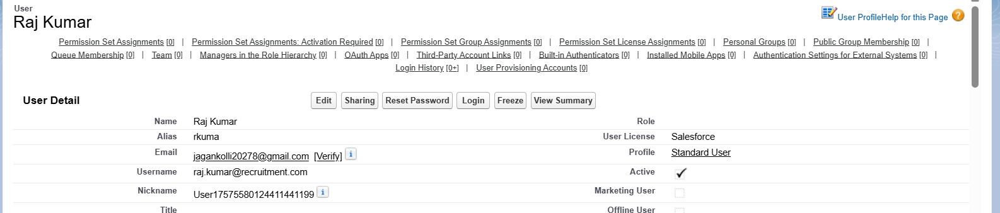 User
Raj Kumar
User Profile Help for this Page
Permission Set Assignments [0] | Permission Set Assignments: Activation Required [0] | Permission Set Group Assignments [0] | Permission Set License Assignments [0] | Personal Groups [0] | Public Group Membership [0] |
Queue Membership [0] | Team [0] | Managers in the Role Hierarchy [0] | OAuth Apps [0] | Third-Party Account Links [0] | Built-in Authenticators [0] | Installed Mobile Apps [0] | Authentication Settings for External Systems [0] |
Login History [0+] | User Provisioning Accounts [0]
User Detail Edit Sharing Reset Password Login Freeze View Summary
Name Raj Kumar Role
Alias rkuma User License Salesforce
Email jagankolli20278@gmail.com [Verify] i Profile Standard User
Username raj.kumar@recruitment.com Active
Nickname User17575580124411441199 i Marketing User
Title Offline User